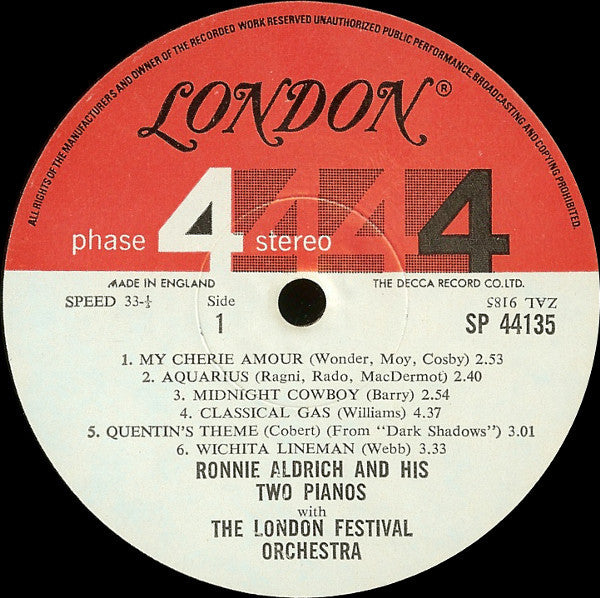 ALL RIGHTS OF THE MANUFACTURERS AND OWNER OF THE RECORDED WORK RESERVED UNAUTHORIZED PUBLIC PERFORMANCE, BROADCASTING AND COPYING PROHIBITED.
LONDON®
phase 4 stereo 4 4 4
MADE IN ENGLAND THE DECCA RECORD CO.LTD.
SPEED 33-⅓ Side ZAL 9185
1 SP 44135
1. MY CHERIE AMOUR (Wonder, Moy, Cosby) 2.53
2. AQUARIUS (Ragni, Rado, MacDermot) 2.40
3. MIDNIGHT COWBOY (Barry) 2.54
4. CLASSICAL GAS (Williams) 4.37
5. QUENTIN'S THEME (Cobert) (From "Dark Shadows") 3.01
6. WICHITA LINEMAN (Webb) 3.33
RONNIE ALDRICH AND HIS
TWO PIANOS
with
THE LONDON FESTIVAL
ORCHESTRA